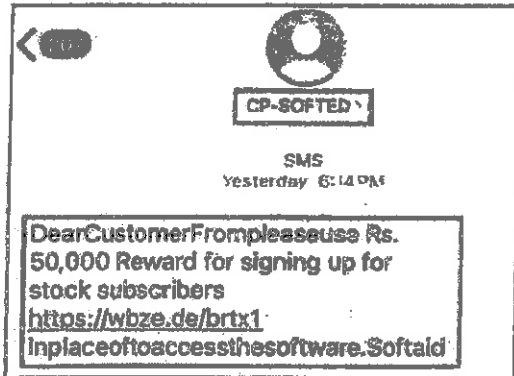 CP-SOFTED
SMS
Yesterday 6:14 PM
DearCustomerFrompleaseuse Rs.
50,000 Reward for signing up for
stock subscribers
https://wbze.de/brtx1
inplaceoftoaccessthesoftware.Softaid